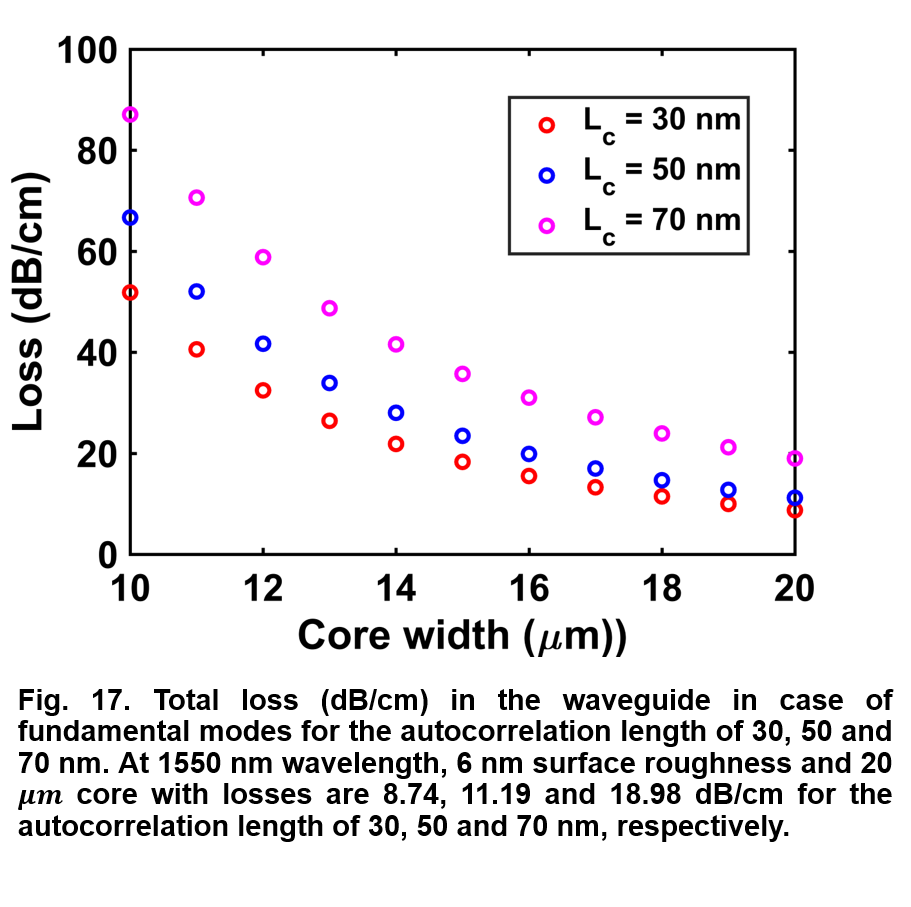 100
80
60
40
20
0
Loss (dB/cm)
L_c = 30 nm
L_c = 50 nm
L_c = 70 nm
10 12 14 16 18 20
Core width (μm))
Fig. 17. Total loss (dB/cm) in the waveguide in case of
fundamental modes for the autocorrelation length of 30, 50 and
70 nm. At 1550 nm wavelength, 6 nm surface roughness and 20
μm core with losses are 8.74, 11.19 and 18.98 dB/cm for the
autocorrelation length of 30, 50 and 70 nm, respectively.